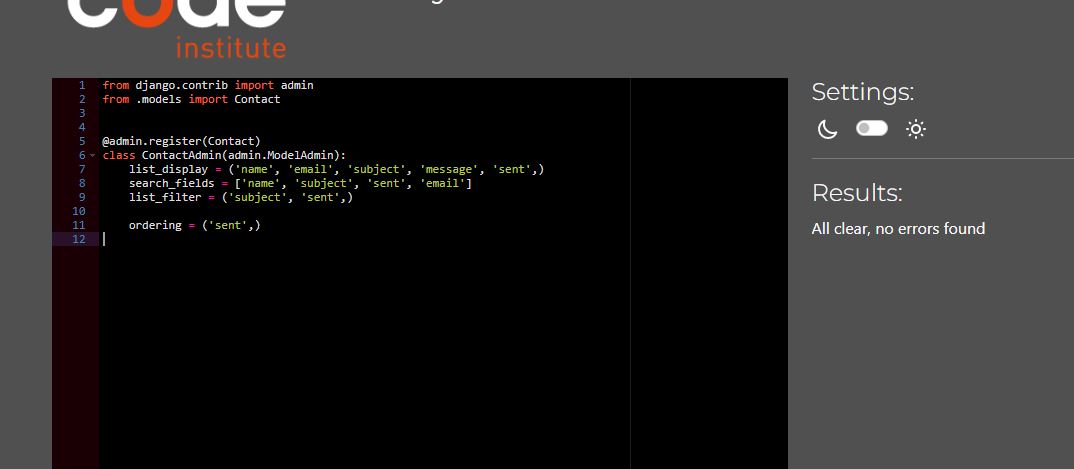 code
institute
1 from django.contrib import admin
2 from .models import Contact
3
4
5 @admin.register(Contact)
6 class ContactAdmin(admin.ModelAdmin):
7 list_display = ('name', 'email', 'subject', 'message', 'sent',)
8 search_fields = ['name', 'subject', 'sent', 'email']
9 list_filter = ('subject', 'sent',)
10
11 ordering = ('sent',)
12
Settings:
Results:
All clear, no errors found